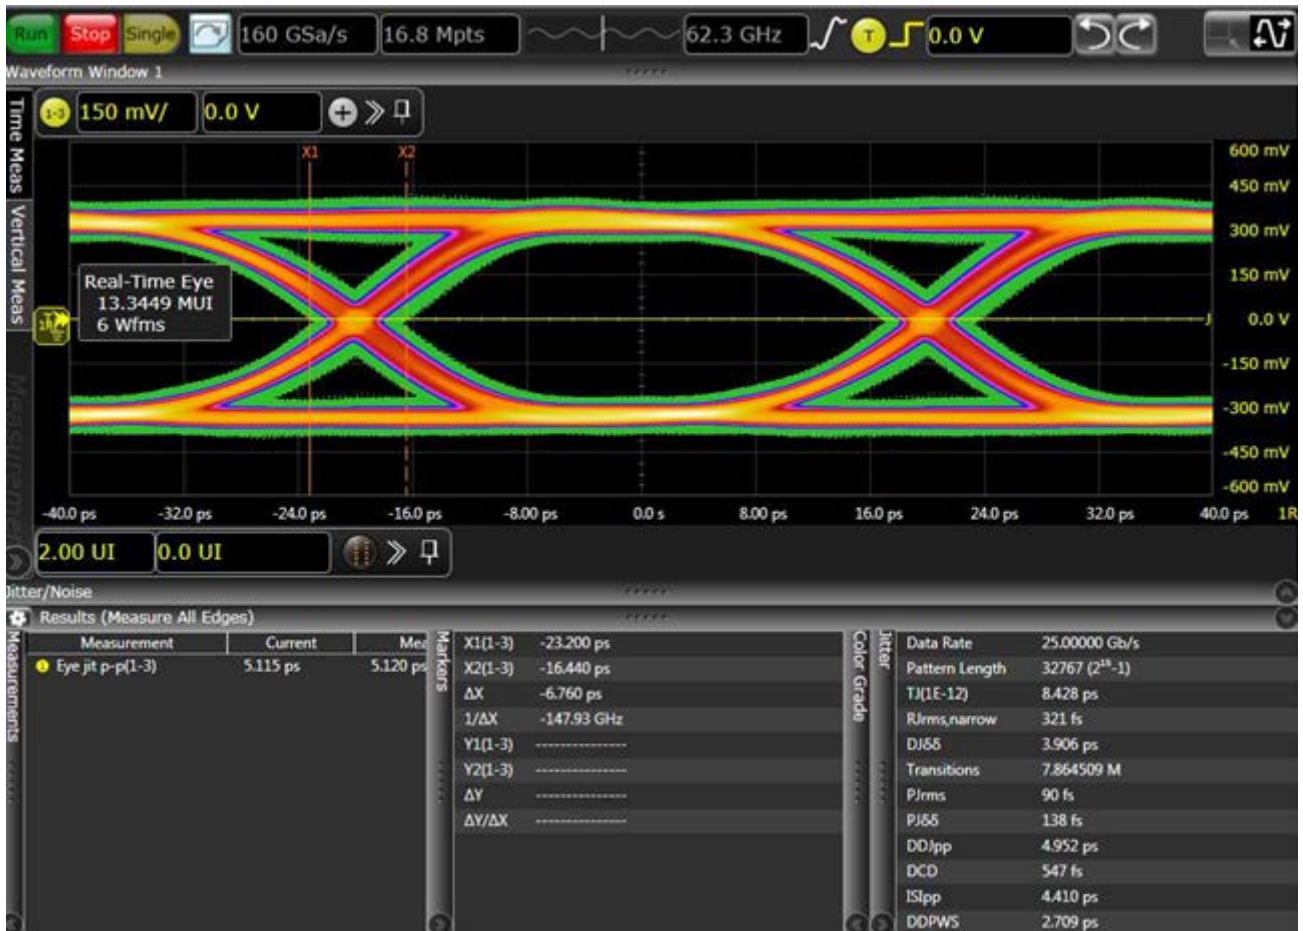 Run Stop Single 160 GSa/s 16.8 Mpts 62.3 GHz T 0.0 V
Waveform Window 1
1-3 150 mV/ 0.0 V
Time Meas
Vertical Meas
Measurements
X1 X2
600 mV
450 mV
300 mV
150 mV
0.0 V
-150 mV
-300 mV
-450 mV
-600 mV
Real-Time Eye
13.3449 MUI
6 Wfms
-40.0 ps -32.0 ps -24.0 ps -16.0 ps -8.00 ps 0.0 s 8.00 ps 16.0 ps 24.0 ps 32.0 ps 40.0 ps 1R
2.00 UI 0.0 UI
Jitter/Noise
Results (Measure All Edges)
Measurements
Measurement Current Mea
1 Eye jit p-p(1-3) 5.115 ps 5.120 ps
Markers
X1(1-3) -23.200 ps
X2(1-3) -16.440 ps
ΔX -6.760 ps
1/ΔX -147.93 GHz
Y1(1-3) ---------------
Y2(1-3) ---------------
ΔY ---------------
ΔY/ΔX ---------------
Color Grade
Jitter
Data Rate 25.00000 Gb/s
Pattern Length 32767 (2¹⁵-1)
TJ(1E-12) 8.428 ps
RJrms,narrow 321 fs
DJδδ 3.906 ps
Transitions 7.864509 M
PJrms 90 fs
PJδδ 138 fs
DDJpp 4.952 ps
DCD 547 fs
ISIpp 4.410 ps
DDPWS 2.709 ps